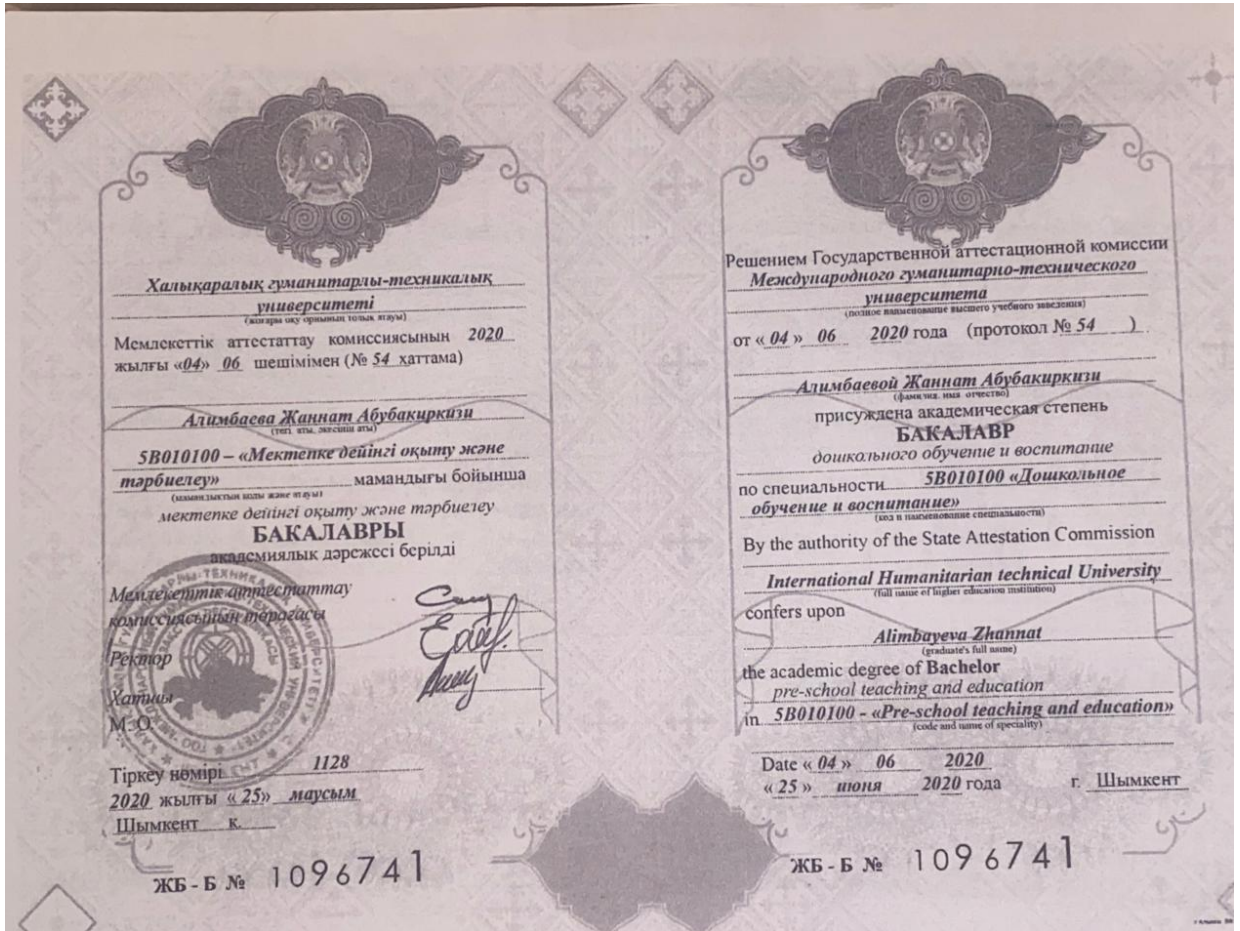 Халықаралық гуманитарлы-техникалық
университеті
(жоғары оқу орнының толық атауы)
Мемлекеттік аттестаттау комиссиясының 2020
жылғы «04» 06 шешімімен (№ 54 хаттама)
Алимбаева Жаннат Абубакиркизи
(тегі, аты, әкесінің аты)
5В010100 – «Мектепке дейінгі оқыту және
тәрбиелеу» мамандығы бойынша
(мамандықтың коды және атауы)
мектепке дейінгі оқыту және тәрбиелеу
БАКАЛАВРЫ
академиялық дәрежесі берілді
Мемлекеттік аттестаттау
комиссиясының төрағасы
Ректор
Хатшы
М. О.
Тіркеу нөмірі 1128
2020 жылғы «25» маусым
Шымкент к.
ЖБ - Б № 1096741
Решением Государственной аттестационной комиссии
Международного гуманитарно-технического
университета
(полное наименование высшего учебного заведения)
от « 04 » 06 2020 года (протокол № 54 )
Алимбаевой Жаннат Абубакиркизи
(фамилия, имя, отчество)
присуждена академическая степень
БАКАЛАВР
дошкольного обучение и воспитание
по специальности 5В010100 «Дошкольное
обучение и воспитание»
(код и наименование специальности)
By the authority of the State Attestation Commission
International Humanitarian technical University
(full name of higher education institution)
confers upon
Alimbayeva Zhannat
(graduate's full name)
the academic degree of Bachelor
pre-school teaching and education
in 5B010100 - «Pre-school teaching and education»
(code and name of speciality)
Date « 04 » 06 2020
« 25 » июня 2020 года г. Шымкент
ЖБ - Б № 1096741